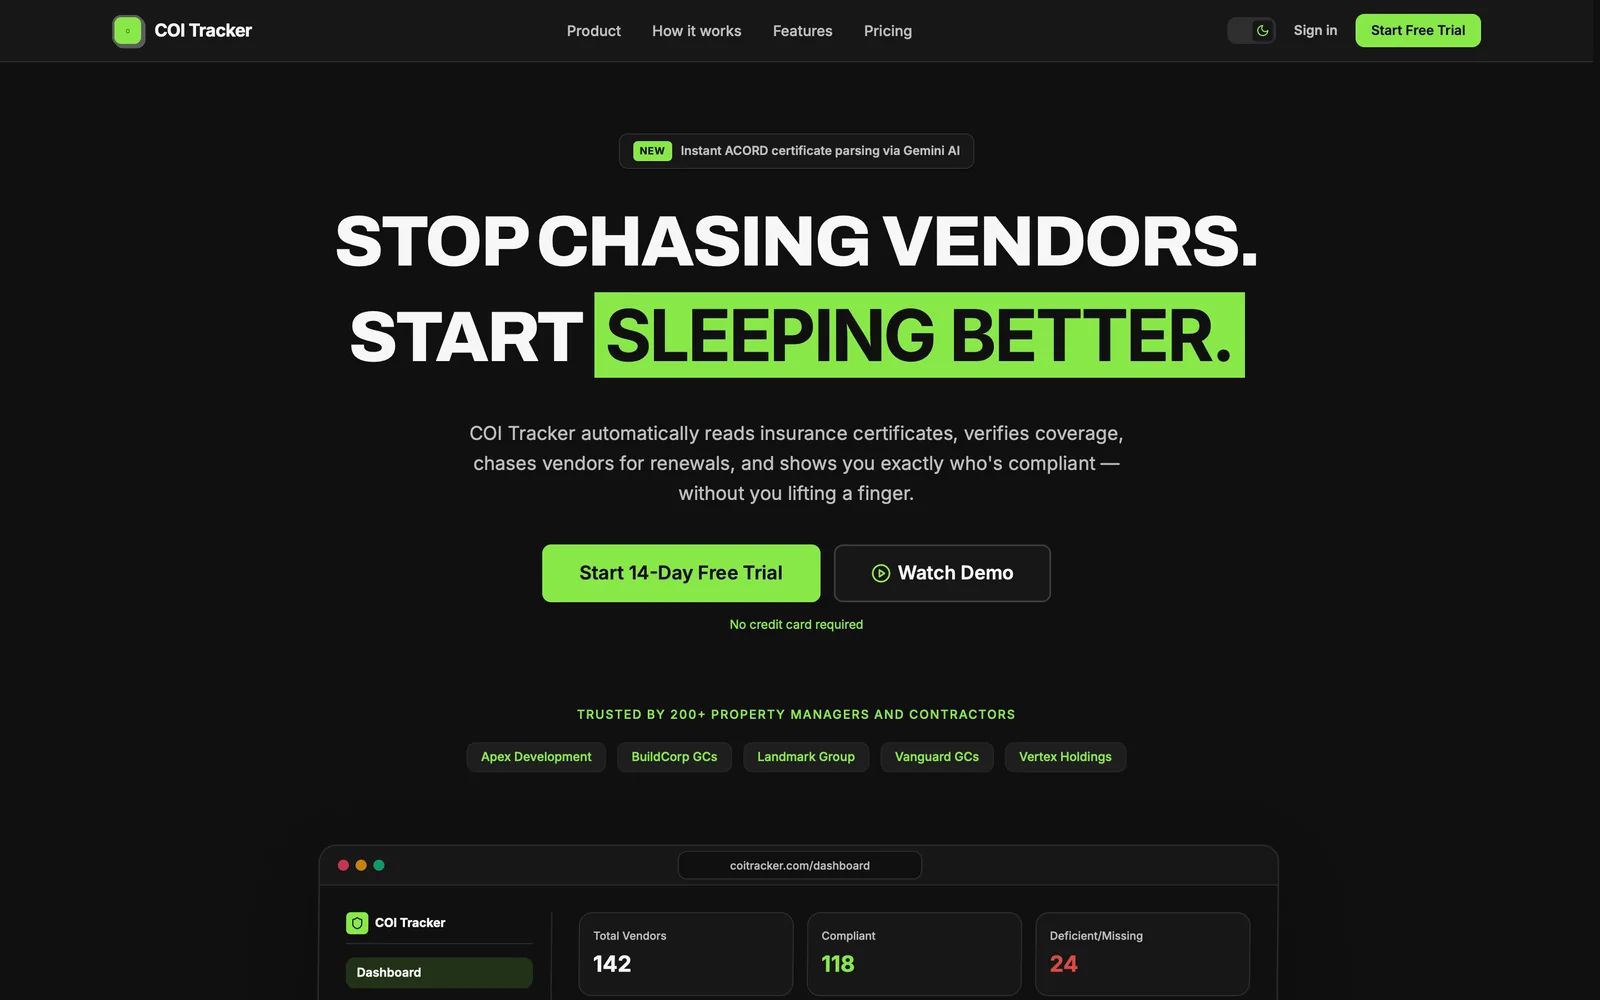 COI Tracker
Product
How it works
Features
Pricing
Sign in
Start Free Trial
NEW Instant ACORD certificate parsing via Gemini AI
STOP CHASING VENDORS.
START SLEEPING BETTER.
COI Tracker automatically reads insurance certificates, verifies coverage,
chases vendors for renewals, and shows you exactly who's compliant —
without you lifting a finger.
Start 14-Day Free Trial
Watch Demo
No credit card required
TRUSTED BY 200+ PROPERTY MANAGERS AND CONTRACTORS
Apex Development
BuildCorp GCs
Landmark Group
Vanguard GCs
Vertex Holdings
coitracker.com/dashboard
COI Tracker
Dashboard
Total Vendors
142
Compliant
118
Deficient/Missing
24